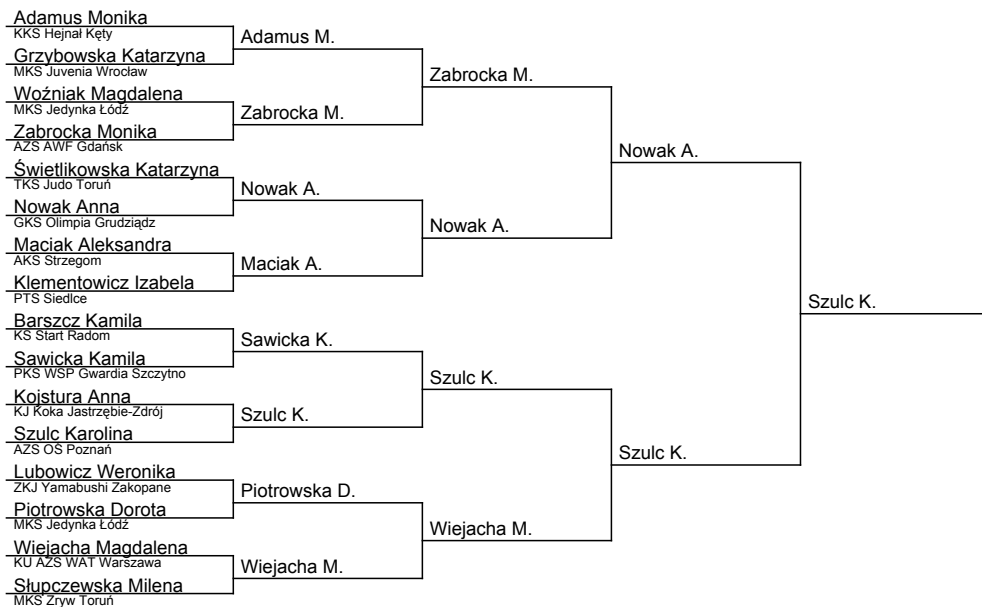 Adamus Monika
KKS Hejnał Kęty
Grzybowska Katarzyna
MKS Juvenia Wrocław
Woźniak Magdalena
MKS Jedynka Łódź
Zabrocka Monika
AZS AWF Gdańsk
Świetlikowska Katarzyna
TKS Judo Toruń
Nowak Anna
GKS Olimpia Grudziądz
Maciak Aleksandra
AKS Strzegom
Klementowicz Izabela
PTS Siedlce
Barszcz Kamila
KS Start Radom
Sawicka Kamila
PKS WSP Gwardia Szczytno
Kojstura Anna
KJ Koka Jastrzębie-Zdrój
Szulc Karolina
AZS OŚ Poznań
Lubowicz Weronika
ZKJ Yamabushi Zakopane
Piotrowska Dorota
MKS Jedynka Łódź
Wiejacha Magdalena
KU AZS WAT Warszawa
Słupczewska Milena
MKS Zryw Toruń
Adamus M.
Zabrocka M.
Nowak A.
Maciak A.
Sawicka K.
Szulc K.
Piotrowska D.
Wiejacha M.
Zabrocka M.
Nowak A.
Szulc K.
Wiejacha M.
Nowak A.
Szulc K.
Szulc K.